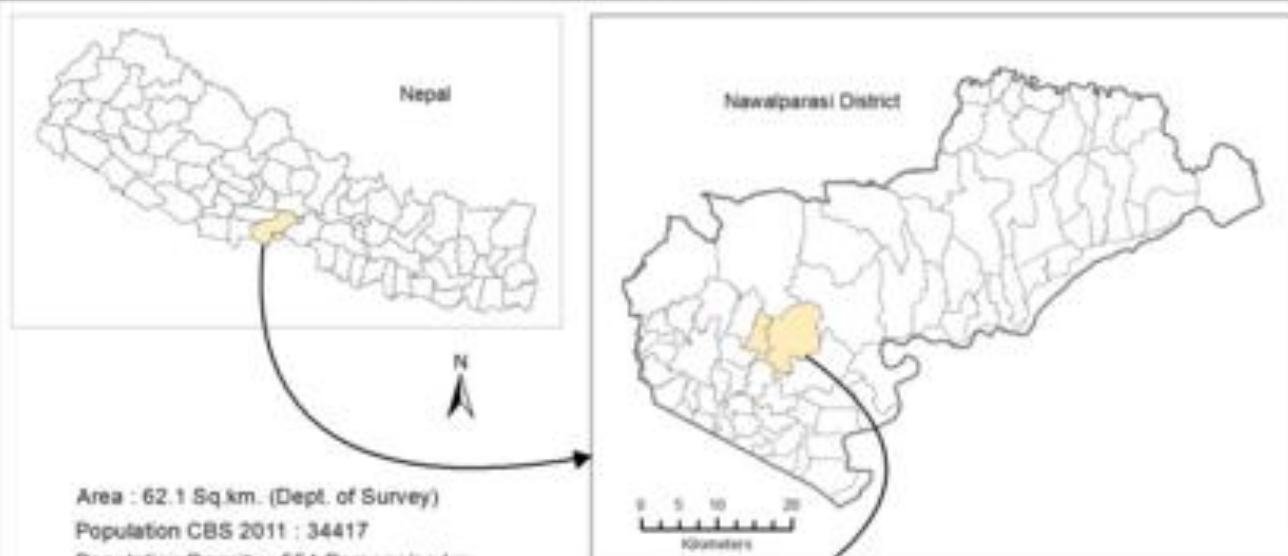 Nepal
Nawalparasi District
N
Area : 62.1 Sq.km. (Dept. of Survey)
Population CBS 2011 : 34417
0 5 10 20
Kilometers